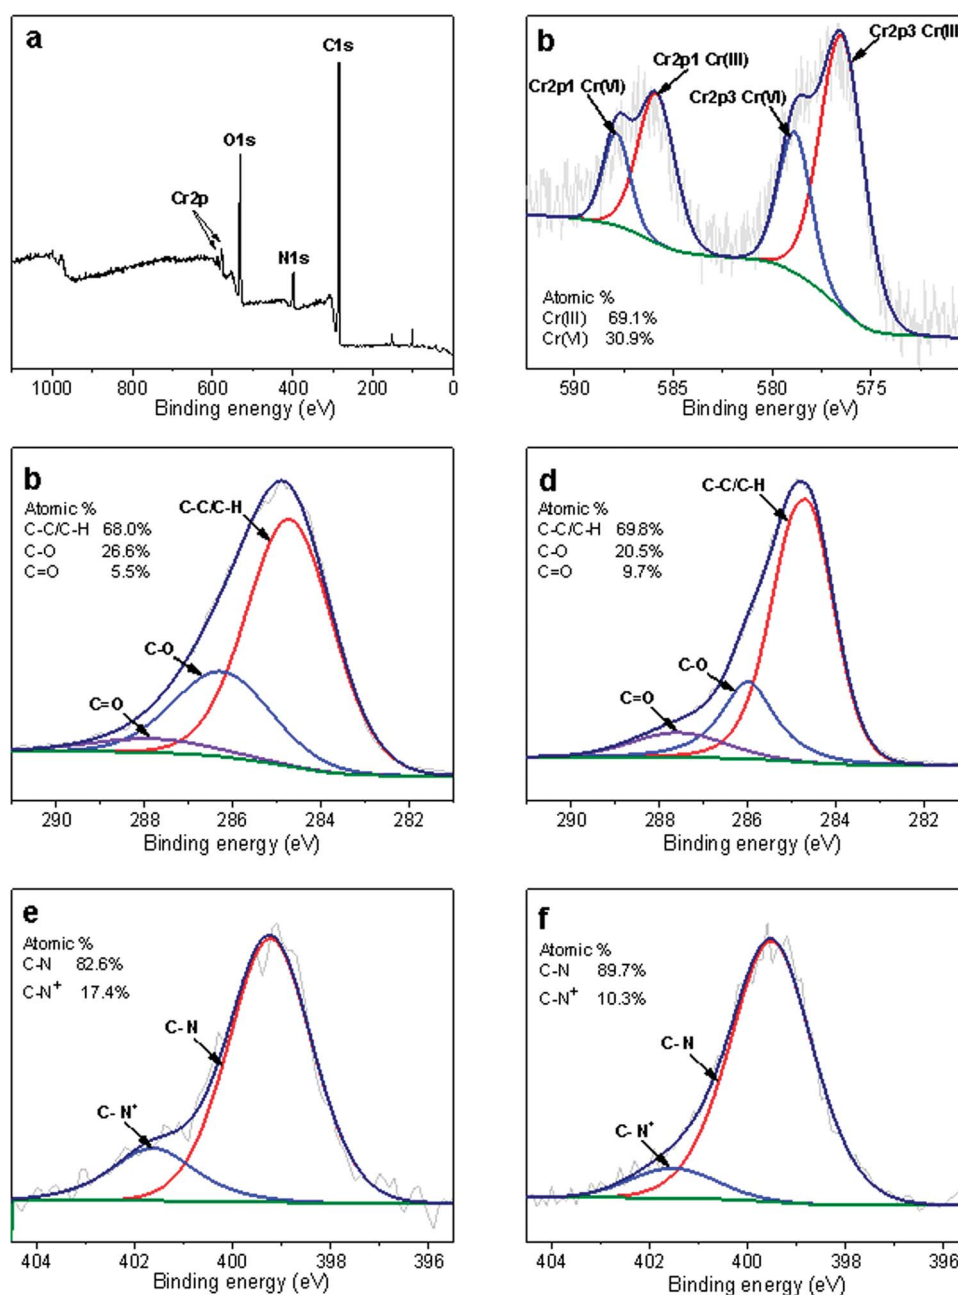 a
C1s
O1s
Cr2p
N1s
1000 800 600 400 200 0
Binding energy (eV)
b
Cr2p3 Cr(III
Cr2p1 Cr(III)
Cr2p1 Cr(VI)
Cr2p3 Cr(VI)
Atomic %
Cr(III) 69.1%
Cr(VI) 30.9%
590 585 580 575
Binding energy (eV)
b
Atomic %
C-C/C-H 68.0%
C-O 26.6%
C=O 5.5%
C-C/C-H
C-O
C=O
290 288 286 284 282
Binding energy (eV)
d
Atomic %
C-C/C-H 69.8%
C-O 20.5%
C=O 9.7%
C-C/C-H
C-O
C=O
290 288 286 284 282
Binding energy (eV)
e
Atomic %
C-N 82.6%
C-N⁺ 17.4%
C- N
C- N⁺
404 402 400 398 396
Binding energy (eV)
f
Atomic %
C-N 89.7%
C-N⁺ 10.3%
C- N
C- N⁺
404 402 400 398 396
Binding energy (eV)